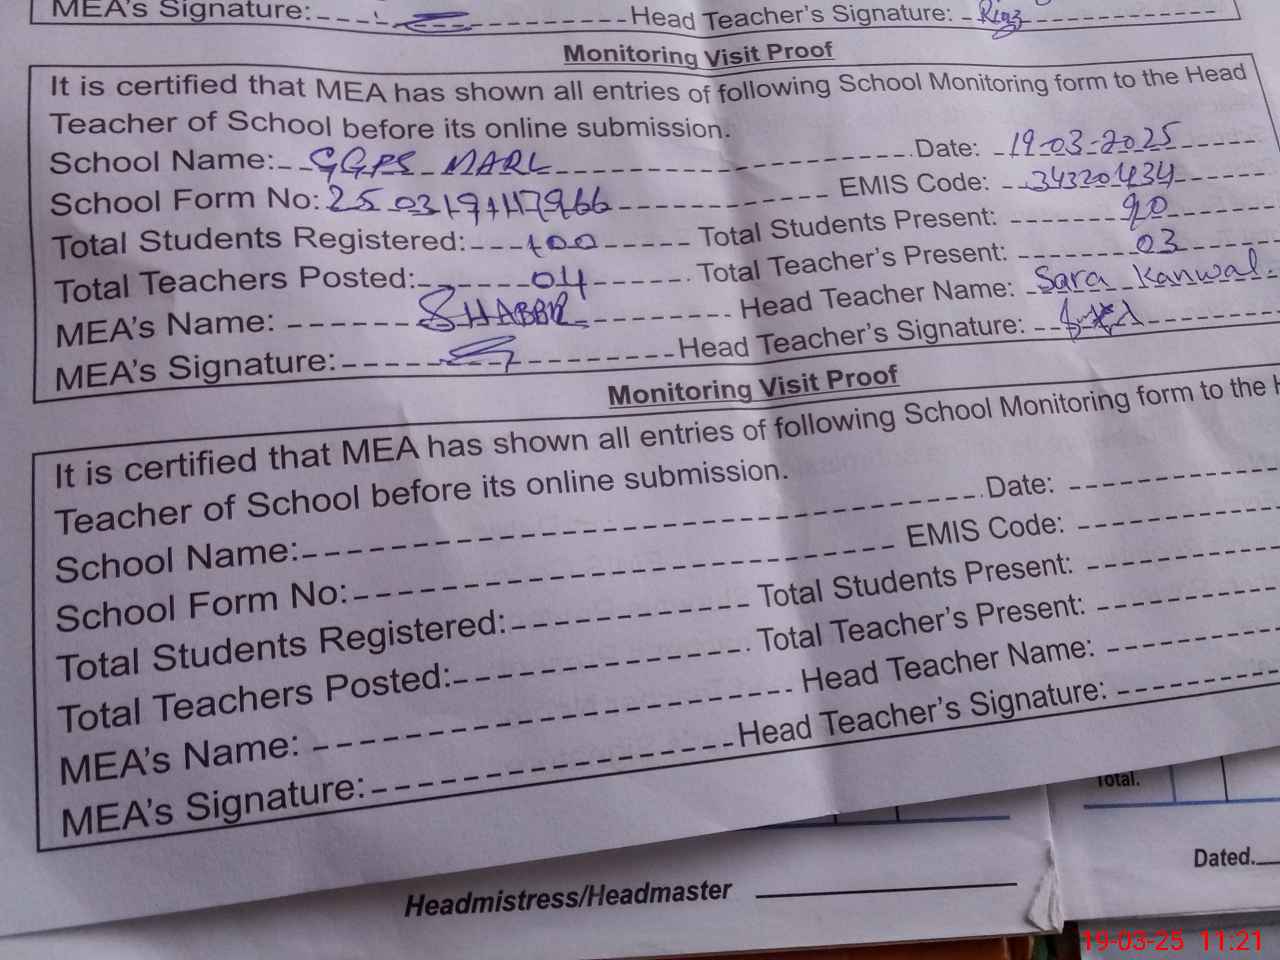 MEA's Signature: Head Teacher's Signature: Riaz
Monitoring Visit Proof
It is certified that MEA has shown all entries of following School Monitoring form to the Head
Teacher of School before its online submission.
School Name: GGPS MARL Date: 19-03-2025
School Form No: EMIS Code: 34320434
Total Students Registered: 100 Total Students Present: 90
Total Teachers Posted: 04 Total Teacher's Present: 03
MEA's Name: SHABBIR Head Teacher Name: Sara Kanwal
MEA's Signature: Head Teacher's Signature:
Monitoring Visit Proof
It is certified that MEA has shown all entries of following School Monitoring form to the H
Teacher of School before its online submission.
School Name: Date:
School Form No: EMIS Code:
Total Students Registered: Total Students Present:
Total Teachers Posted: Total Teacher's Present:
MEA's Name: Head Teacher Name:
MEA's Signature: Head Teacher's Signature:
Total.
Dated.
Headmistress/Headmaster
19-03-25 11:21